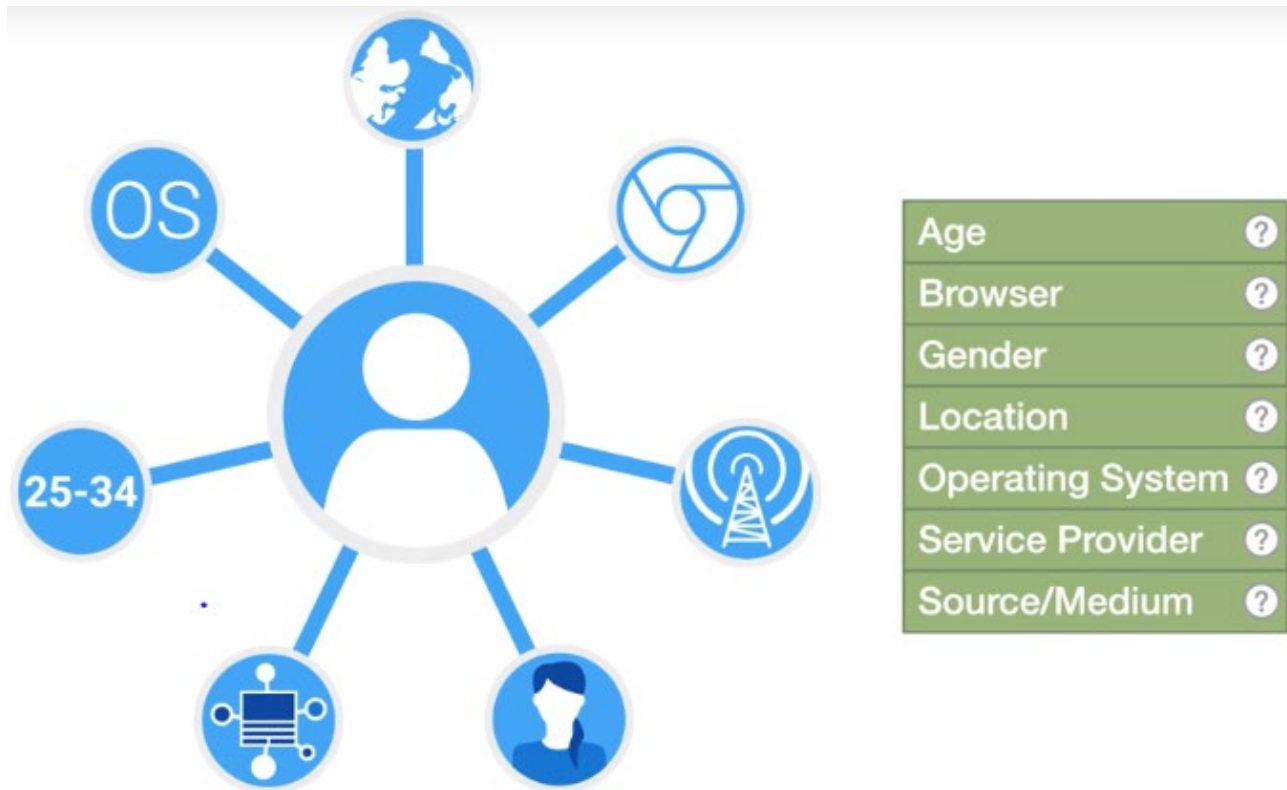 OS
25-34
Age ?
Browser ?
Gender ?
Location ?
Operating System ?
Service Provider ?
Source/Medium ?